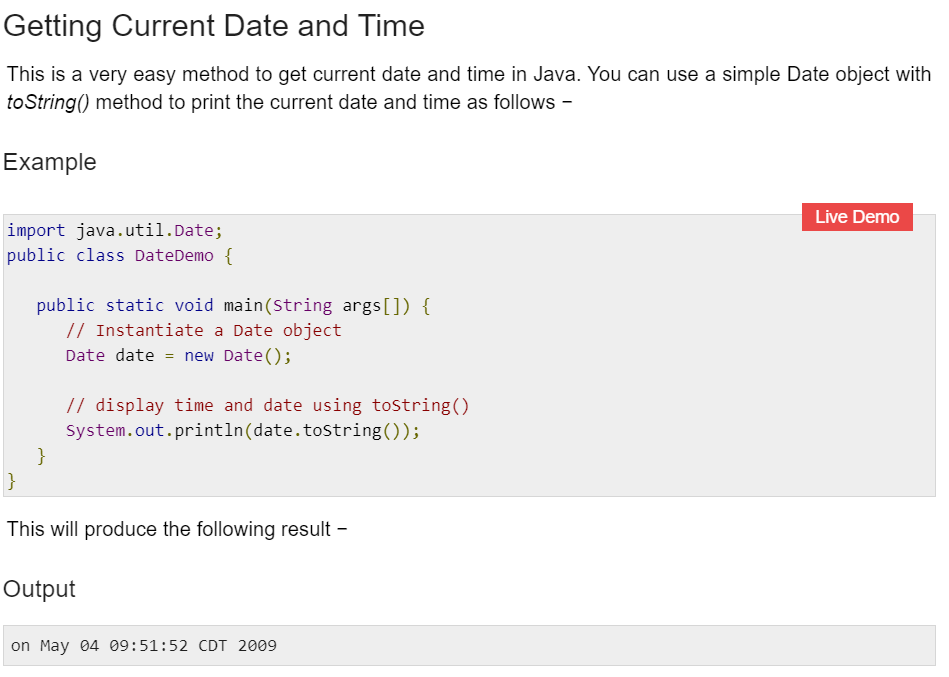 Getting Current Date and Time
This is a very easy method to get current date and time in Java. You can use a simple Date object with
toString() method to print the current date and time as follows −
Example
Live Demo
import java.util.Date;
public class DateDemo {
   public static void main(String args[]) {
      // Instantiate a Date object
      Date date = new Date();
      // display time and date using toString()
      System.out.println(date.toString());
   }
}
This will produce the following result −
Output
on May 04 09:51:52 CDT 2009